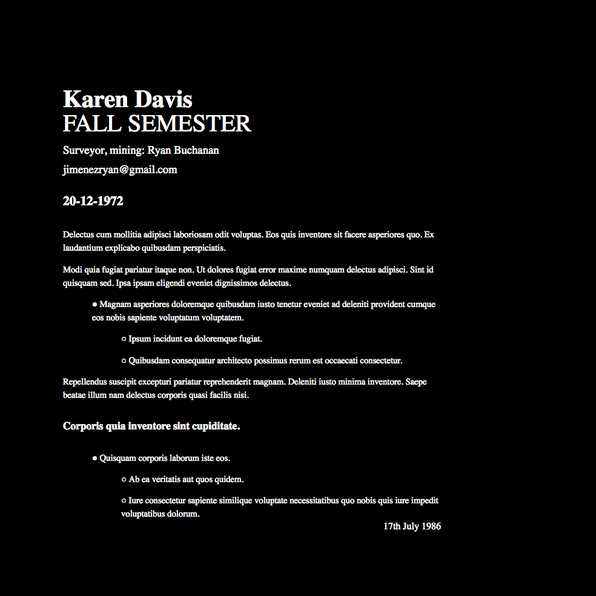 Karen Davis
FALL SEMESTER
Surveyor, mining: Ryan Buchanan
jimenezryan@gmail.com
20-12-1972
Delectus cum mollitia adipisci laboriosam odit voluptas. Eos quis inventore sit facere asperiores quo. Ex
laudantium explicabo quibusdam perspiciatis.
Modi quia fugiat pariatur itaque non. Ut dolores fugiat error maxime numquam delectus adipisci. Sint id
quisquam sed. Ipsa ipsam eligendi eveniet dignissimos delectus.
● Magnam asperiores doloremque quibusdam iusto tenetur eveniet ad deleniti provident cumque
eos nobis sapiente voluptatum voluptatem.
○ Ipsum incidunt ea doloremque fugiat.
○ Quibusdam consequatur architecto possimus rerum est occaecati consectetur.
Repellendus suscipit excepturi pariatur reprehenderit magnam. Deleniti iusto minima inventore. Saepe
beatae illum nam delectus corporis quasi facilis nisi.
Corporis quia inventore sint cupiditate.
● Quisquam corporis laborum iste eos.
○ Ab ea veritatis aut quos quidem.
○ Iure consectetur sapiente similique voluptate necessitatibus quo nobis quis iure impedit
voluptatibus dolorum.
17th July 1986